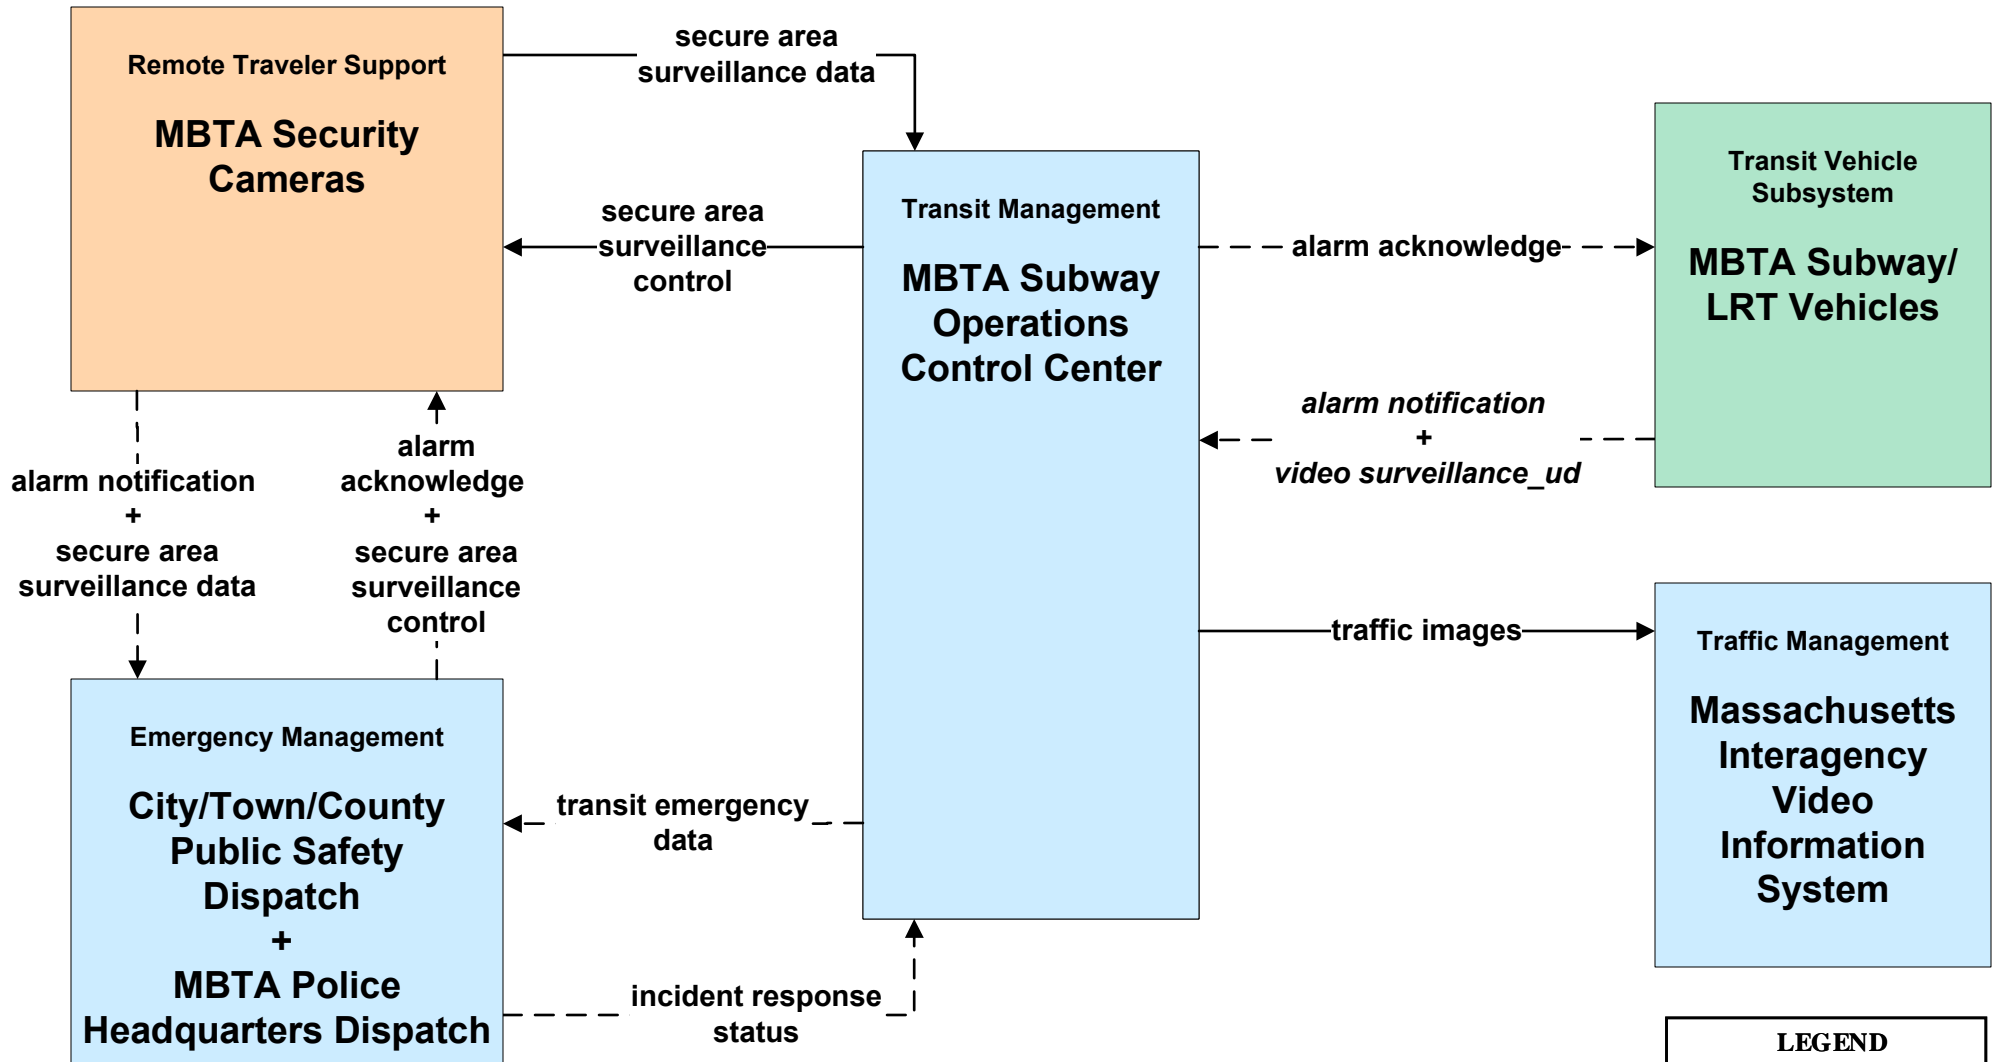 Remote Traveler Support
MBTA Security
Cameras
secure area
surveillance data
secure area
surveillance
control
Transit Management
MBTA Subway
Operations
Control Center
alarm acknowledge
Transit Vehicle
Subsystem
MBTA Subway/
LRT Vehicles
alarm notification
+
video surveillance_ud
alarm notification
+
secure area
surveillance data
alarm
acknowledge
+
secure area
surveillance
control
traffic images
Traffic Management
Massachusetts
Interagency
Video
Information
System
Emergency Management
City/Town/County
Public Safety
Dispatch
+
MBTA Police
Headquarters Dispatch
transit emergency
data
incident response
status
LEGEND